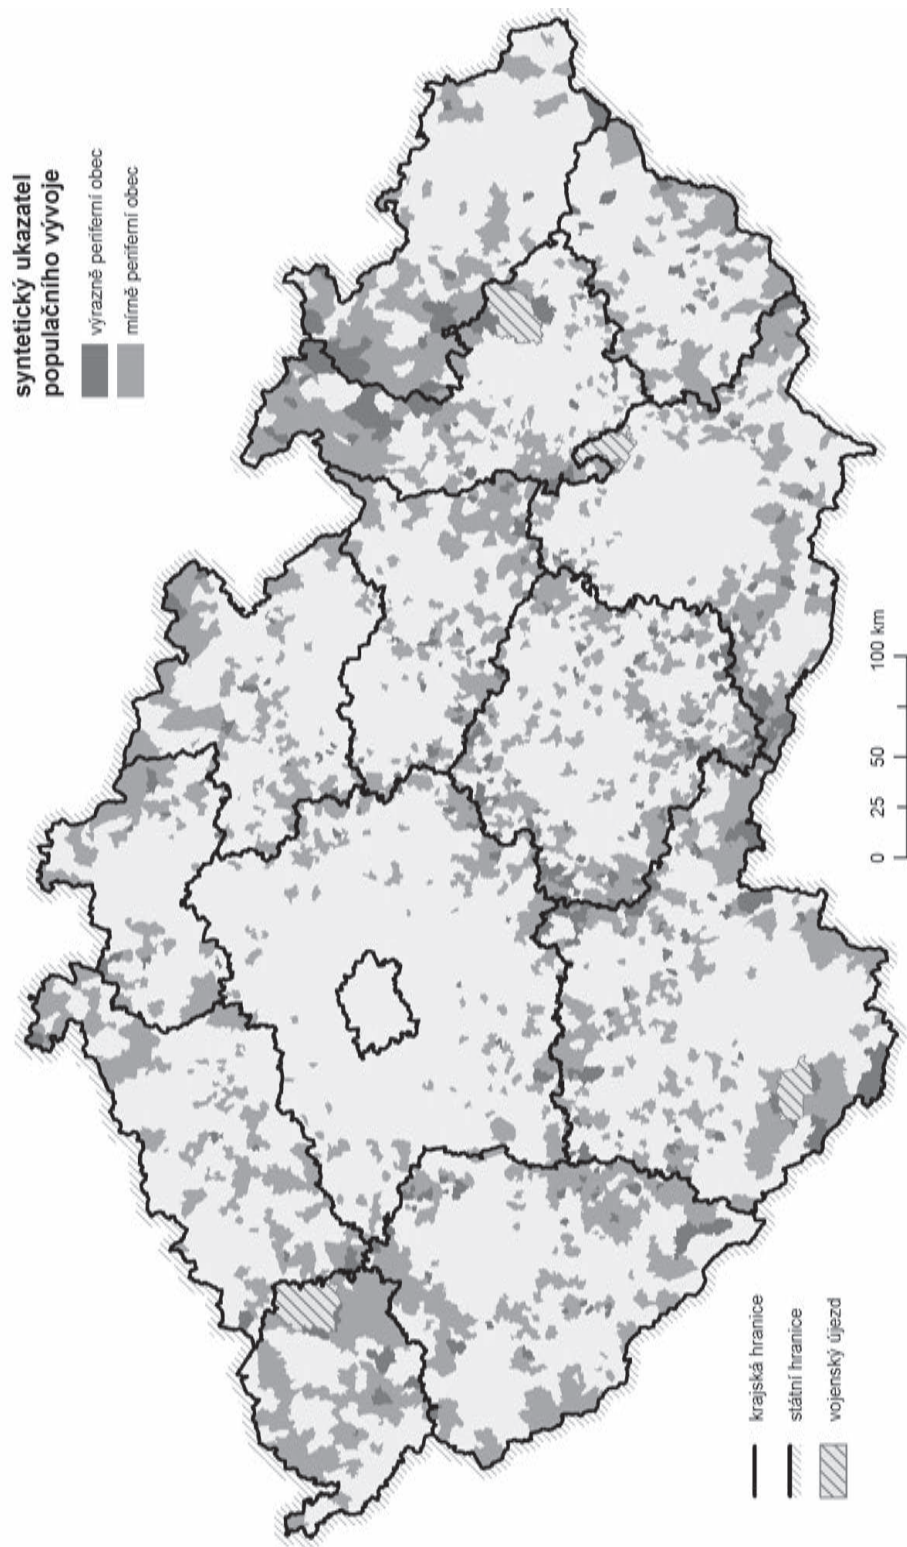 syntetický ukazatel
populačního vývoje
výrazně periferní obec
mírně periferní obec
krajská hranice
státní hranice
vojenský újezd
0 25 50 100 km